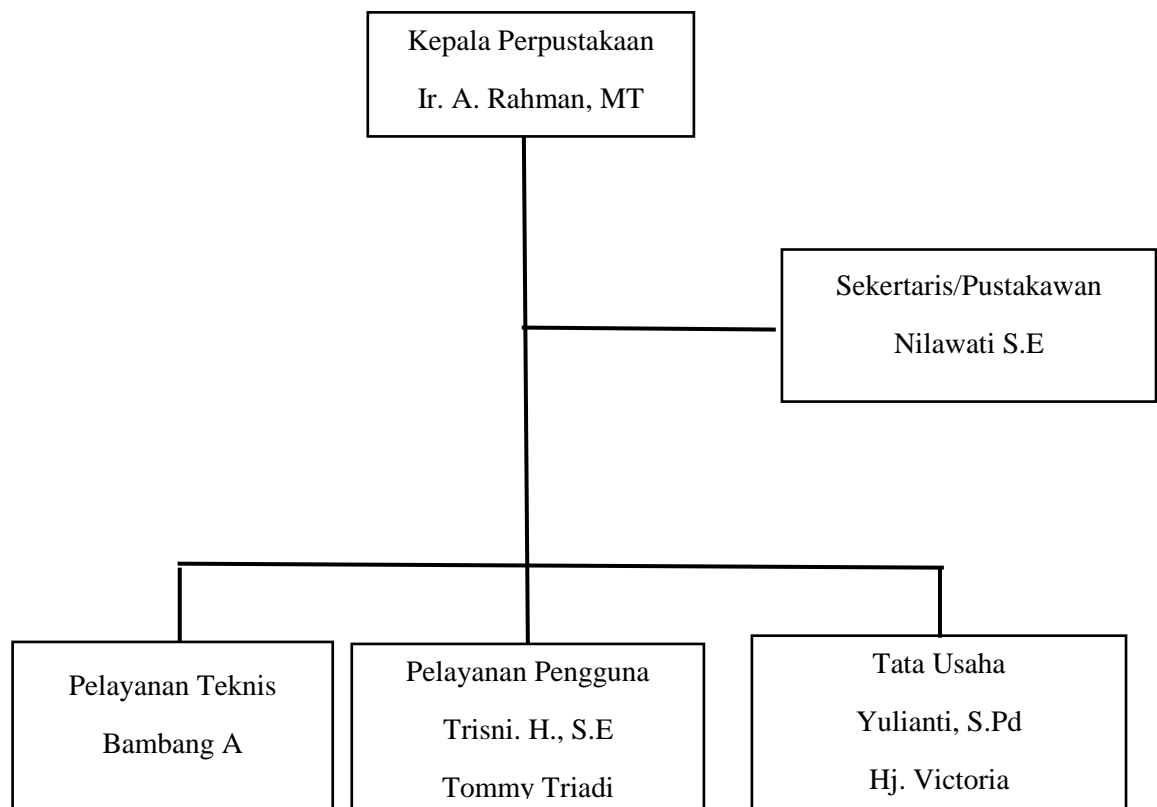 Kepala Perpustakaan
Ir. A. Rahman, MT
Sekertaris/Pustakawan
Nilawati S.E
Pelayanan Teknis
Bambang A
Pelayanan Pengguna
Trisni. H., S.E
Tommy Triadi
Tata Usaha
Yulianti, S.Pd
Hj. Victoria